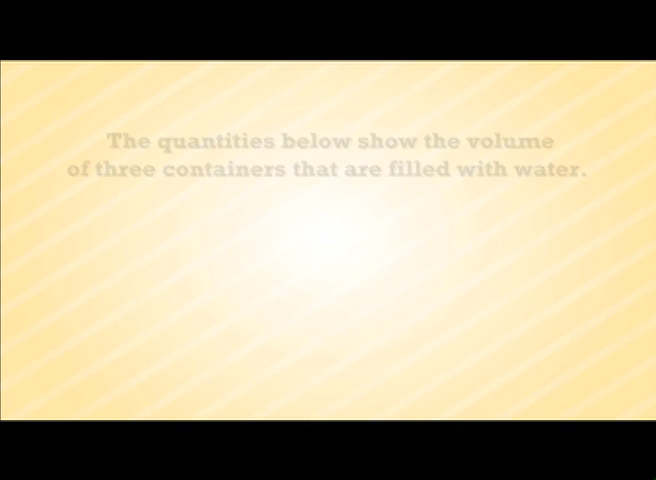 The quantities below show the volume
of three containers that are filled with water.